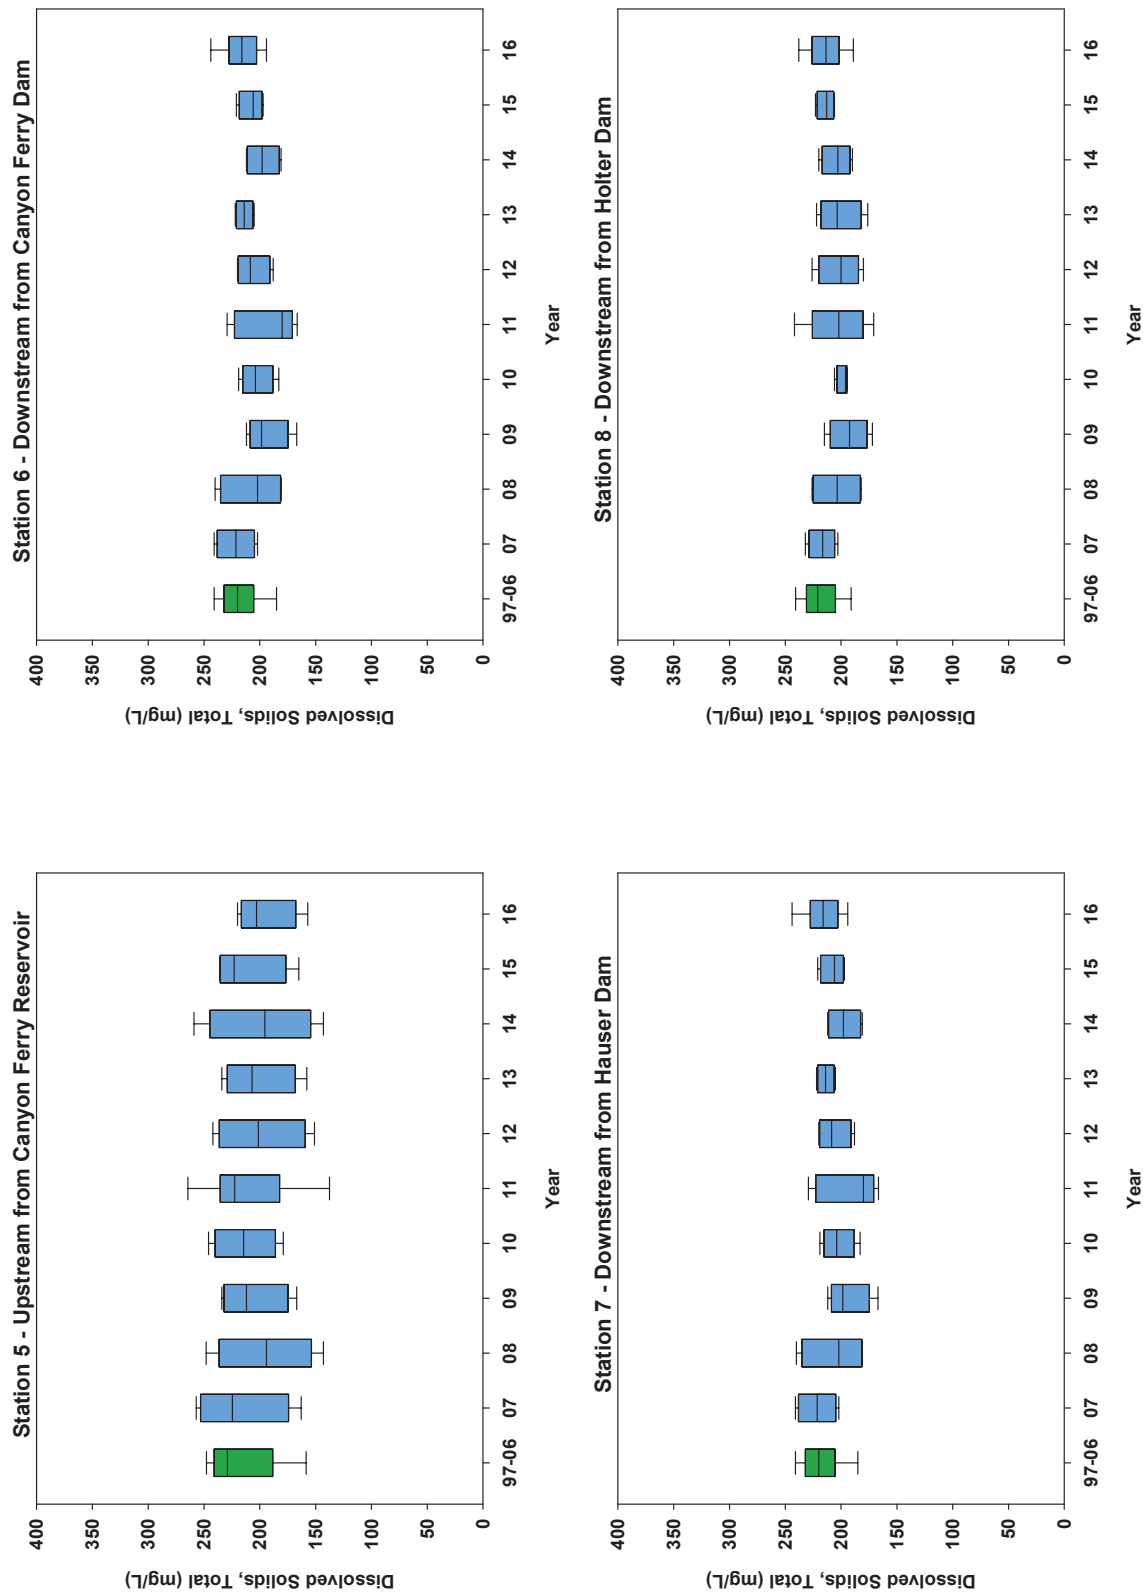 Station 5 - Upstream from Canyon Ferry Reservoir
Dissolved Solids, Total (mg/L)
400
350
300
250
200
150
100
50
0
97-06 07 08 09 10 11 12 13 14 15 16
Year
Station 6 - Downstream from Canyon Ferry Dam
Dissolved Solids, Total (mg/L)
400
350
300
250
200
150
100
50
0
97-06 07 08 09 10 11 12 13 14 15 16
Year
Station 7 - Downstream from Hauser Dam
Dissolved Solids, Total (mg/L)
400
350
300
250
200
150
100
50
0
97-06 07 08 09 10 11 12 13 14 15 16
Year
Station 8 - Downstream from Holter Dam
Dissolved Solids, Total (mg/L)
400
350
300
250
200
150
100
50
0
97-06 07 08 09 10 11 12 13 14 15 16
Year